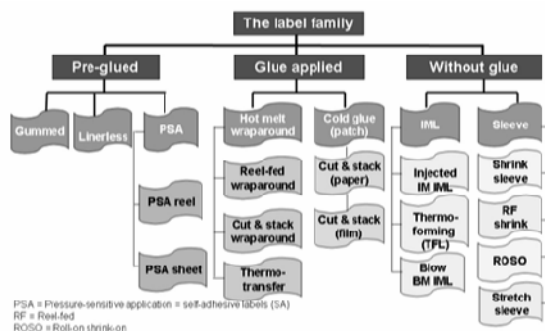 The label family
Pre-glued
Glue applied
Without glue
Gummed
Linerless
PSA
Hot melt
wraparound
Cold glue
(patch)
IML
Sleeve
PSA reel
PSA sheet
Reel-fed
wraparound
Cut & stack
wraparound
Thermo-
transfer
Cut & stack
(paper)
Cut & stack
(film)
Injected
IM IML
Thermo-
forming
(TFL)
Blow
BM IML
Shrink
sleeve
RF
shrink
ROSO
Stretch
sleeve
PSA = Pressure-sensitive application = self-adhesive labels (SA)
RF = Reel-fed
ROSO = Roll-on shrink-on